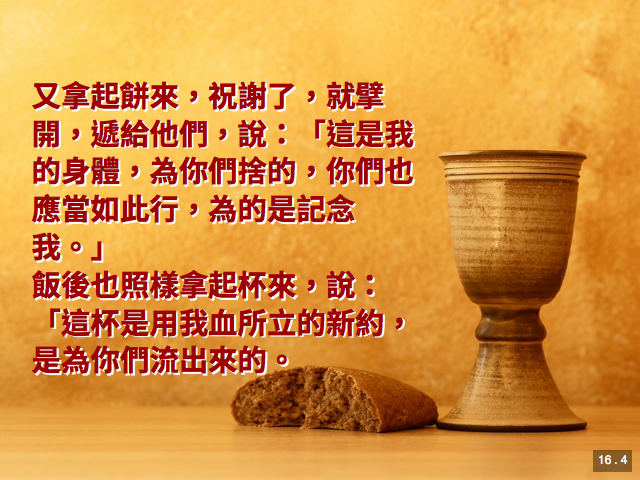 又拿起餅來，祝謝了，就擘
開，遞給他們，說：「這是我
的身體，為你們捨的，你們也
應當如此行，為的是記念
我。」
飯後也照樣拿起杯來，說：
「這杯是用我血所立的新約，
是為你們流出來的。
16.4